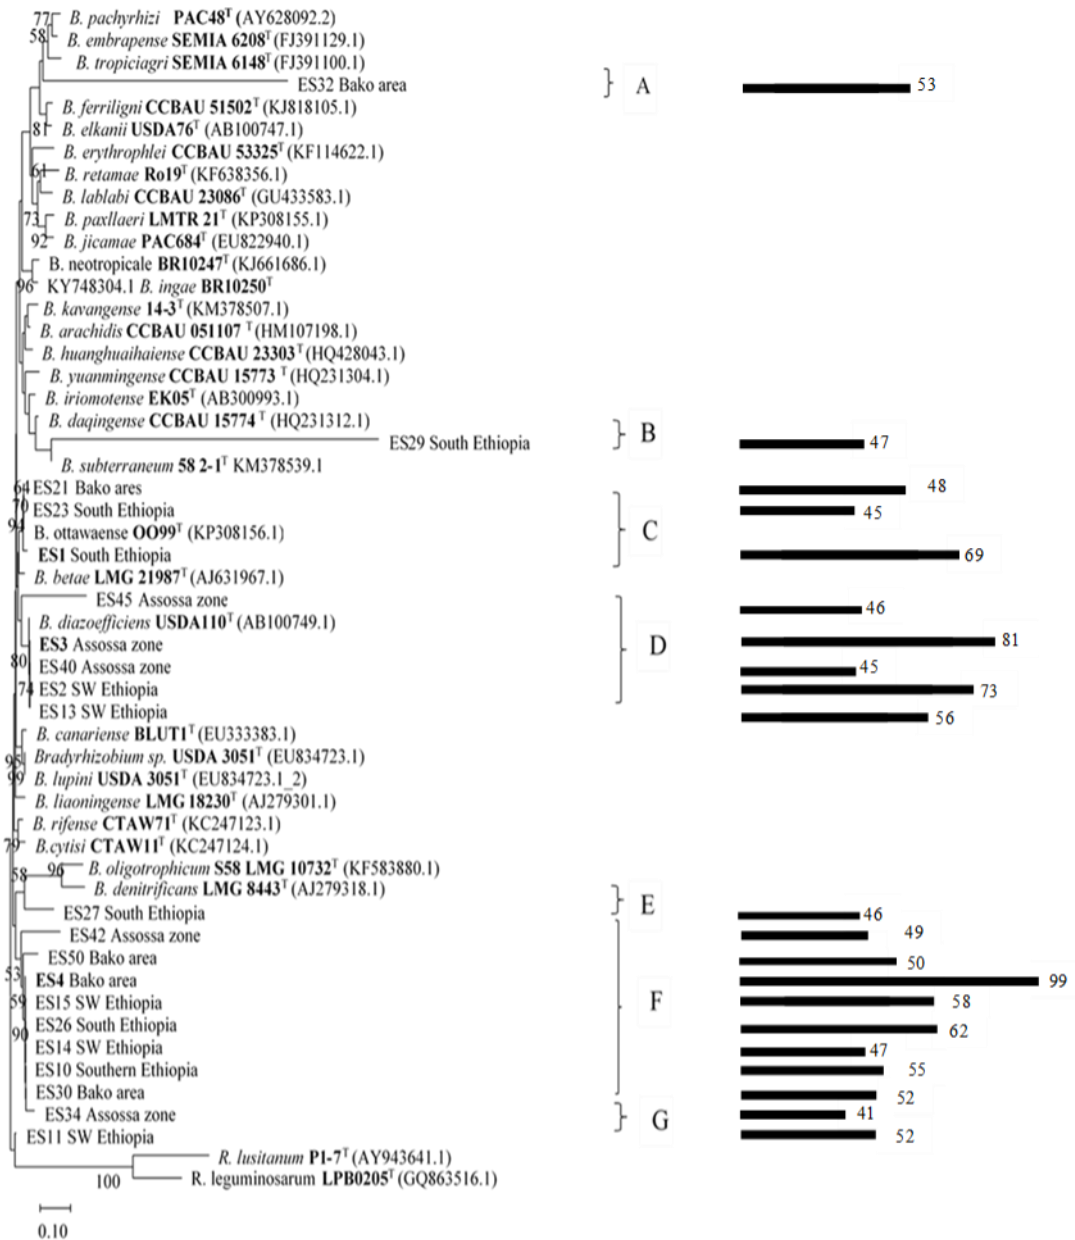 77 B. pachyrhizi PAC48T (AY628092.2)
58 B. embrapense SEMIA 6208T (FJ391129.1)
B. tropiciagri SEMIA 6148T (FJ391100.1)
ES32 Bako area } A 53
B. ferriligni CCBAU 51502T (KJ818105.1)
81 B. elkanii USDA76T (AB100747.1)
B. erythrophlei CCBAU 53325T (KF114622.1)
61 B. retamae Ro19T (KF638356.1)
B. lablabi CCBAU 23086T (GU433583.1)
73 B. paxllaeri LMTR 21T (KP308155.1)
92 B. jicamae PAC684T (EU822940.1)
B. neotropicale BR10247T (KJ661686.1)
96 KY748304.1 B. ingae BR10250T
B. kavangense 14-3T (KM378507.1)
B. arachidis CCBAU 051107 T (HM107198.1)
B. huanghuaihaiense CCBAU 23303T (HQ428043.1)
B. yuanmingense CCBAU 15773 T (HQ231304.1)
B. iriomotense EK05T (AB300993.1)
B. daqingense CCBAU 15774 T (HQ231312.1)
ES29 South Ethiopia } B 47
B. subterraneum 58 2-1T KM378539.1
64 ES21 Bako ares 48
70 ES23 South Ethiopia 45
94 B. ottawaense OO99T (KP308156.1) } C
ES1 South Ethiopia 69
B. betae LMG 21987T (AJ631967.1)
ES45 Assossa zone 46
B. diazoefficiens USDA110T (AB100749.1)
ES3 Assossa zone } D 81
80 ES40 Assossa zone 45
74 ES2 SW Ethiopia 73
ES13 SW Ethiopia 56
B. canariense BLUT1T (EU333383.1)
95 Bradyrhizobium sp. USDA 3051T (EU834723.1)
99 B. lupini USDA 3051T (EU834723.1_2)
B. liaoningense LMG 18230T (AJ279301.1)
B. rifense CTAW71T (KC247123.1)
79 B.cytisi CTAW11T (KC247124.1)
58 96 B. oligotrophicum S58 LMG 10732T (KF583880.1)
B. denitrificans LMG 8443T (AJ279318.1)
ES27 South Ethiopia } E 46
ES42 Assossa zone 49
ES50 Bako area 50
53 ES4 Bako area 99
59 ES15 SW Ethiopia } F 58
90 ES26 South Ethiopia 62
ES14 SW Ethiopia 47
ES10 Southern Ethiopia 55
ES30 Bako area 52
ES34 Assossa zone } G 41
ES11 SW Ethiopia 52
R. lusitanum P1-7T (AY943641.1)
100 R. leguminosarum LPB0205T (GQ863516.1)
0.10